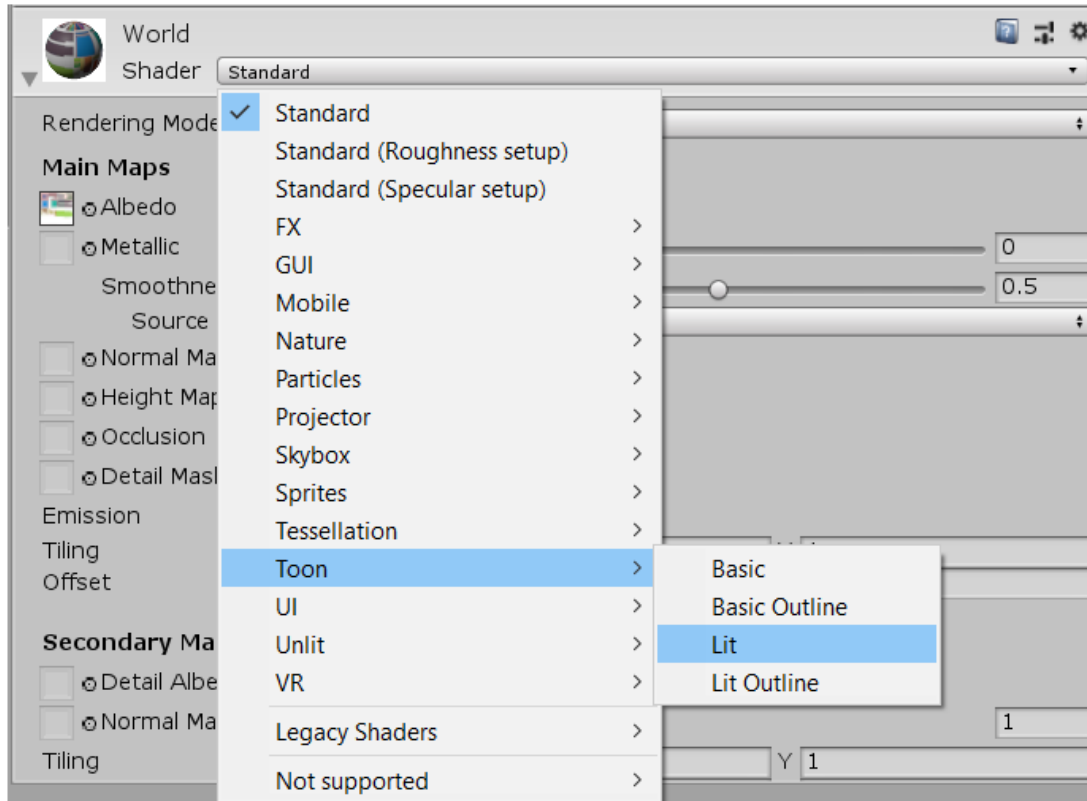 World
Shader Standard
Rendering Mode
Main Maps
Albedo
Metallic 0
Smoothne 0.5
Source
Normal Ma
Height Map
Occlusion
Detail Mask
Emission
Tiling
Offset
Secondary Ma
Detail Albe
Normal Ma 1
Tiling Y 1
Standard
Standard (Roughness setup)
Standard (Specular setup)
FX
GUI
Mobile
Nature
Particles
Projector
Skybox
Sprites
Tessellation
Toon
UI
Unlit
VR
Legacy Shaders
Not supported
Basic
Basic Outline
Lit
Lit Outline